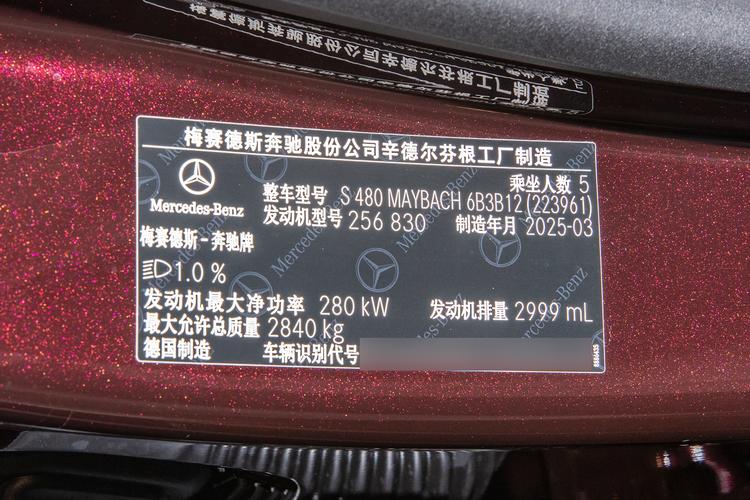 梅赛德斯奔驰股份公司辛德尔芬根工厂制造
乘坐人数 5
整车型号 S 480 MAYBACH 6B3B12 (223961)
Mercedes-Benz
发动机型号 256 830 制造年月 2025-03
梅赛德斯－奔驰牌
1.0 %
发动机最大净功率 280 kW 发动机排量 2999 mL
最大允许总质量 2840 kg
德国制造 车辆识别代号